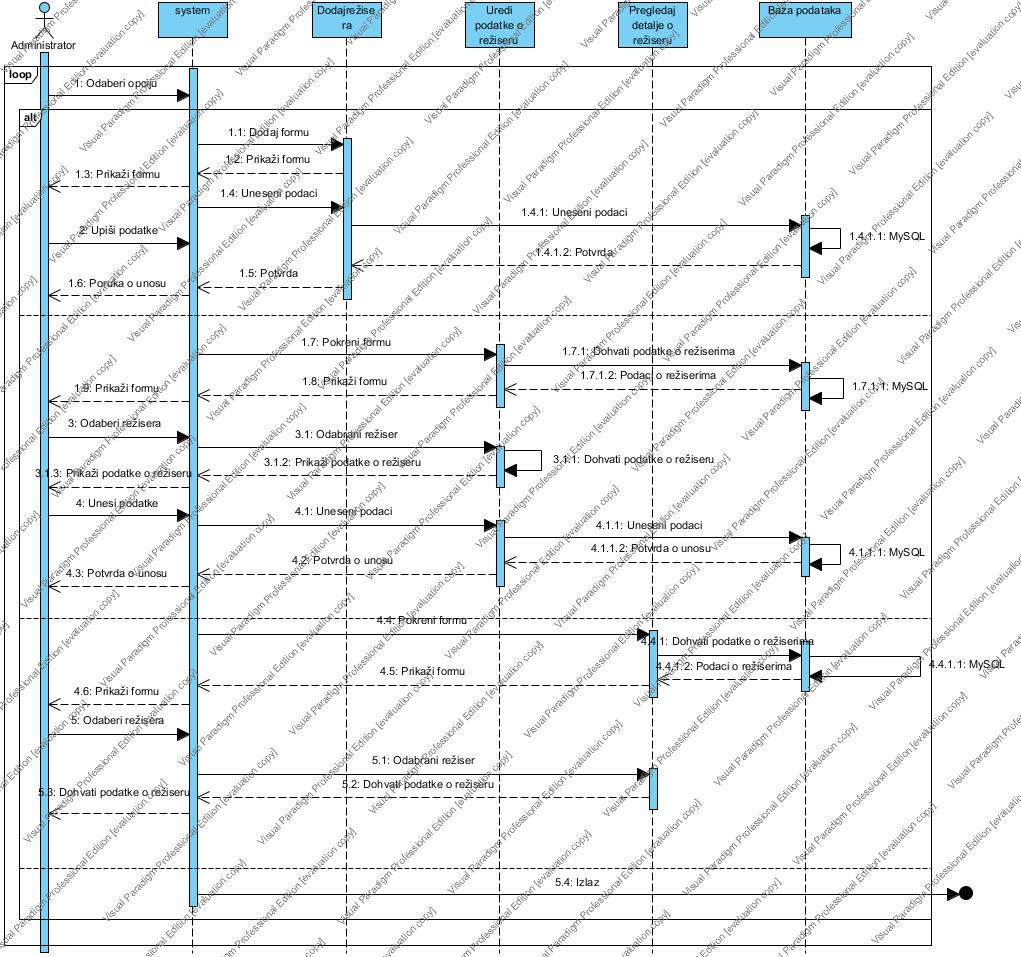 system
Dodajrežise
ra
Uredi
podatke o
režiseru
Pregledaj
detalje o
režiseru
Baza podataka
Administrator
loop
1: Odaberi opciju
alt
1.1: Dodaj formu
1.2: Prikaži formu
1.3: Prikaži formu
1.4: Uneseni podaci
1.4.1: Uneseni podaci
2: Upiši podatke
1.4.1.1: MySQL
1.4.1.2: Potvrda
1.5: Potvrda
1.6: Poruka o unosu
1.7: Pokreni formu
1.7.1: Dohvati podatke o režiserima
1.7.1.2: Podaci o režiserima
1.8: Prikaži formu
1.7.1.1: MySQL
1.9: Prikaži formu
3: Odaberi režisera
3.1: Odabrani režiser
3.1.1: Dohvati podatke o režiseru
3.1.2: Prikaži podatke o režiseru
3.1.3: Prikaži podatke o režiseru
4: Unesi podatke
4.1: Uneseni podaci
4.1.1: Uneseni podaci
4.1.1.2: Potvrda o unosu
4.1.1.1: MySQL
4.2: Potvrda o unosu
4.3: Potvrda o unosu
4.4: Pokreni formu
4.4.1: Dohvati podatke o režiserima
4.4.1.2: Podaci o režiserima
4.4.1.1: MySQL
4.5: Prikaži formu
4.6: Prikaži formu
5: Odaberi režisera
5.1: Odabrani režiser
5.2: Dohvati podatke o režiseru
5.3: Dohvati podatke o režiseru
5.4: Izlaz
Visual Paradigm Professional Edition [evaluation copy]